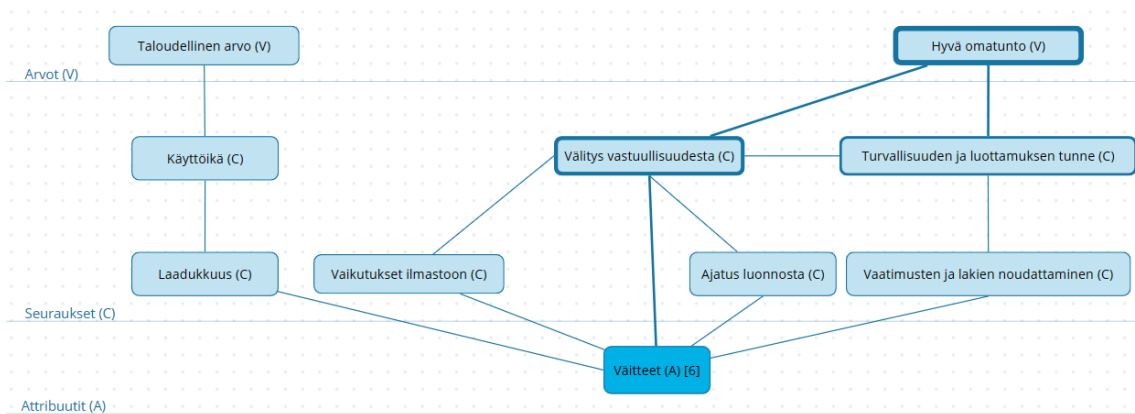 Taloudellinen arvo (V)
Hyvä omatunto (V)
Arvot (V)
Käyttöikä (C)
Välitys vastuullisuudesta (C)
Turvallisuuden ja luottamuksen tunne (C)
Laadukkuus (C)
Vaikutukset ilmastoon (C)
Ajatus luonnosta (C)
Vaatimusten ja lakien noudattaminen (C)
Seuraukset (C)
Väitteet (A) [6]
Attribuutit (A)